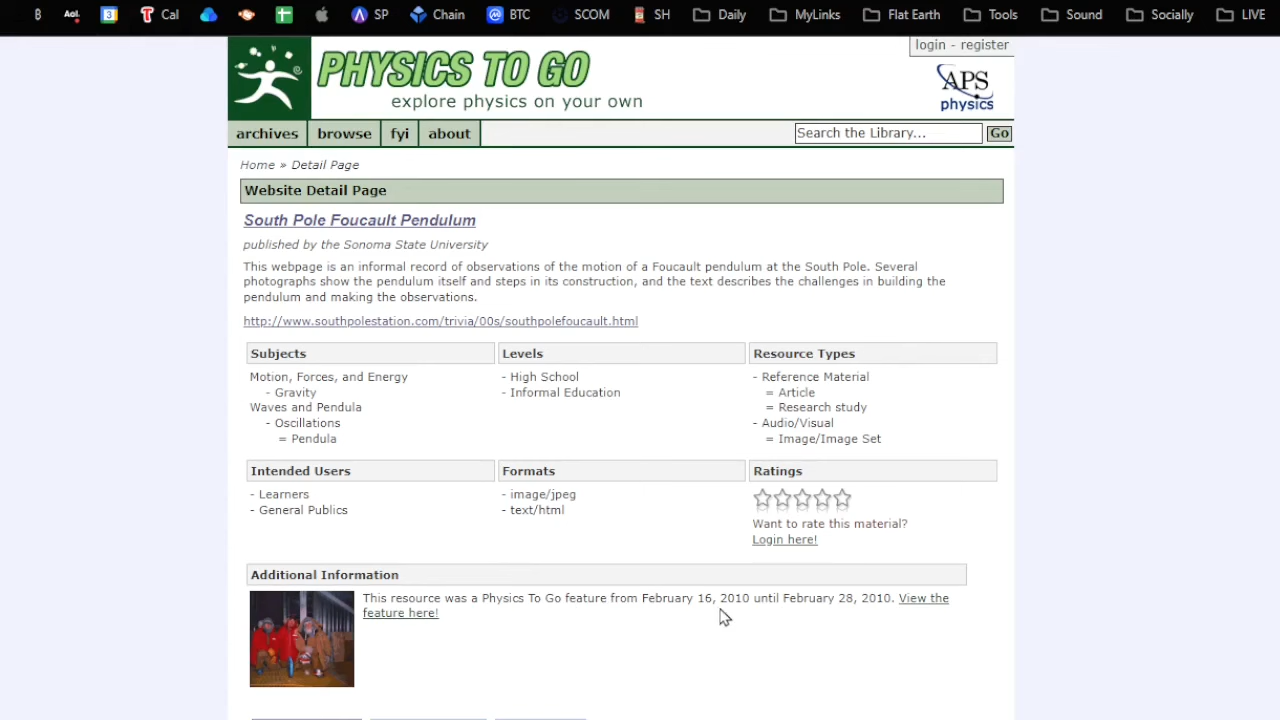 B Aol. 3 Cal SP Chain BTC SCOM SH Daily MyLinks Flat Earth Tools Sound Socially LIVE
PHYSICS TO GO
explore physics on your own
login - register
APS
physics
archives browse fyi about Search the Library... Go
Home » Detail Page
Website Detail Page
South Pole Foucault Pendulum
published by the Sonoma State University
This webpage is an informal record of observations of the motion of a Foucault pendulum at the South Pole. Several
photographs show the pendulum itself and steps in its construction, and the text describes the challenges in building the
pendulum and making the observations.
http://www.southpolestation.com/trivia/00s/southpolefoucault.html
Subjects Levels Resource Types
Motion, Forces, and Energy - High School - Reference Material
- Gravity - Informal Education = Article
Waves and Pendula = Research study
- Oscillations - Audio/Visual
= Pendula = Image/Image Set
Intended Users Formats Ratings
- Learners - image/jpeg
- General Publics - text/html
Want to rate this material?
Login here!
Additional Information
This resource was a Physics To Go feature from February 16, 2010 until February 28, 2010. View the
feature here!